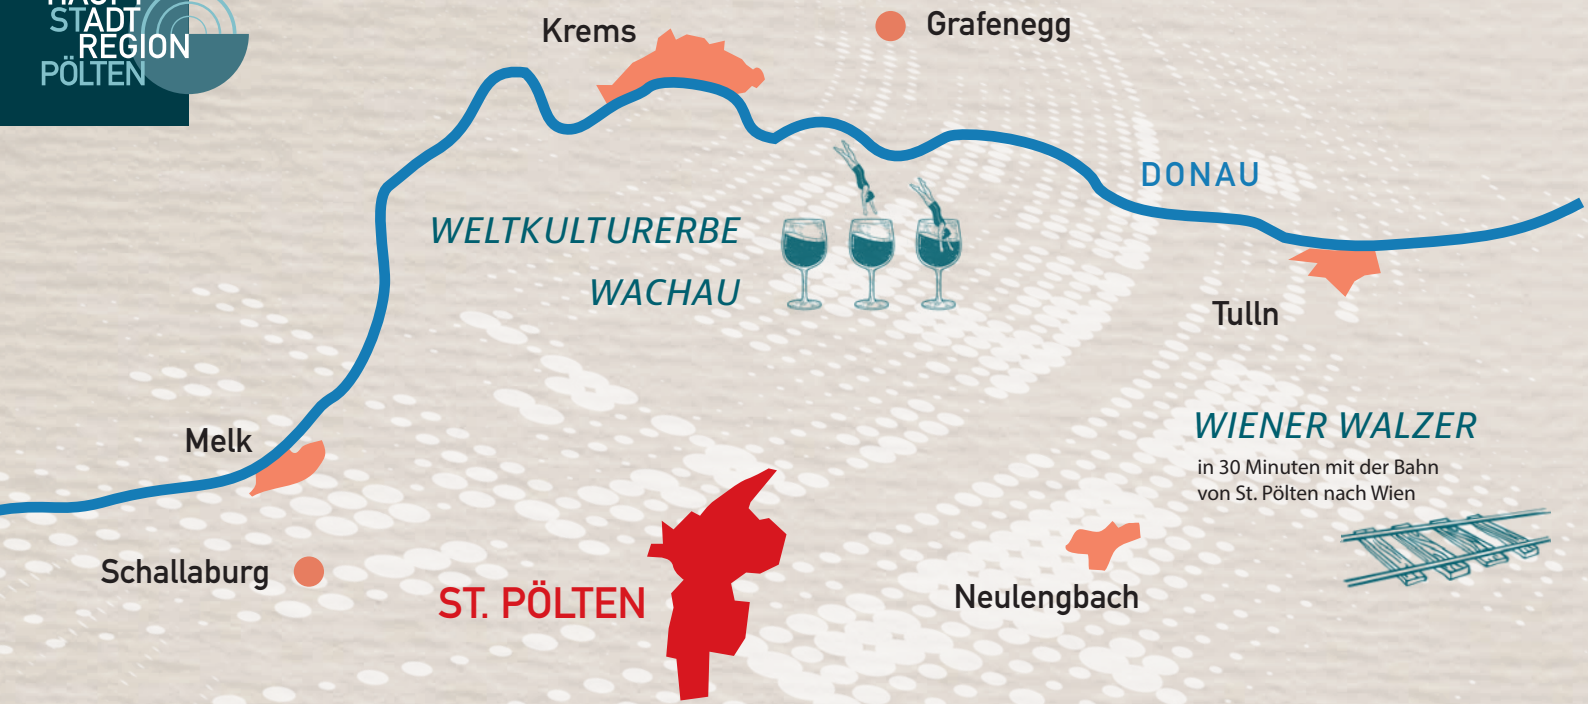 STADT
REGION
PÖLTEN
Krems
Grafenegg
DONAU
WELTKULTURERBE
WACHAU
Tulln
Melk
WIENER WALZER
in 30 Minuten mit der Bahn
von St. Pölten nach Wien
Schallaburg
ST. PÖLTEN
Neulengbach